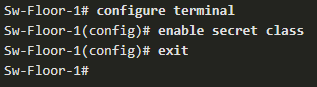 Sw-Floor-1# configure terminal
Sw-Floor-1(config)# enable secret class
Sw-Floor-1(config)# exit
Sw-Floor-1#